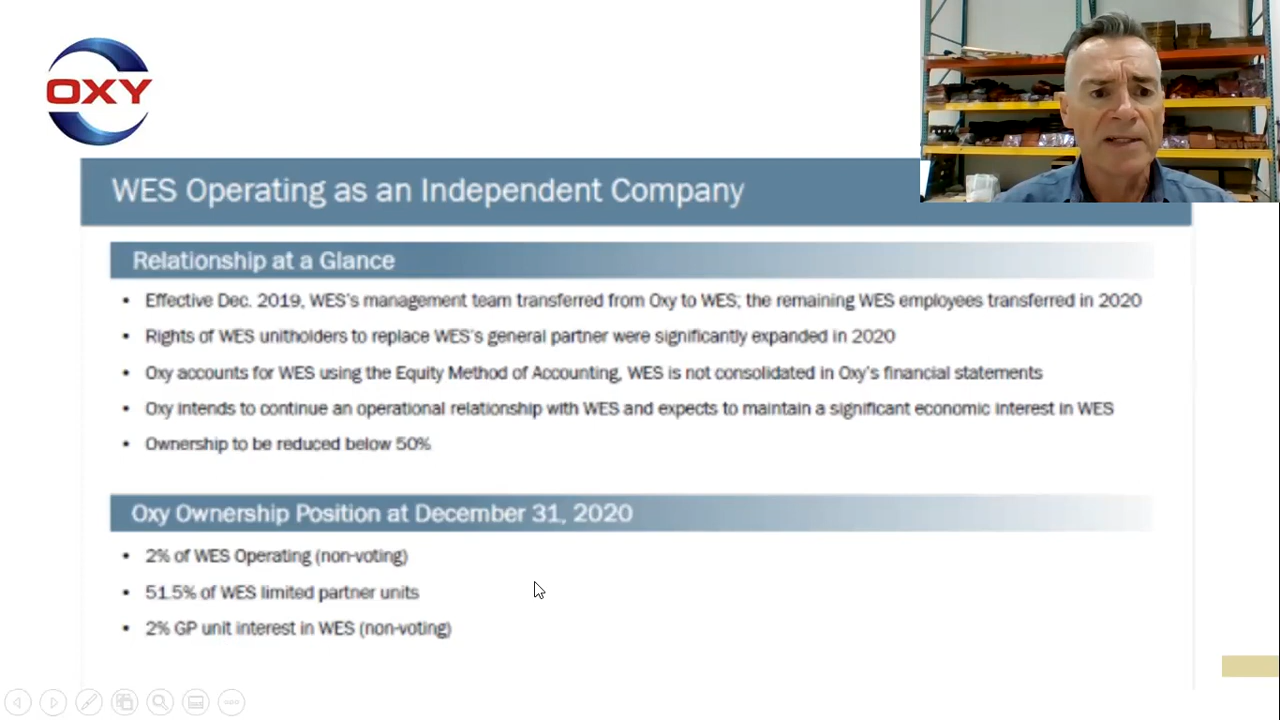 OXY
WES Operating as an Independent Company
Relationship at a Glance
• Effective Dec. 2019, WES's management team transferred from Oxy to WES; the remaining WES employees transferred in 2020
• Rights of WES unitholders to replace WES's general partner were significantly expanded in 2020
• Oxy accounts for WES using the Equity Method of Accounting, WES is not consolidated in Oxy's financial statements
• Oxy intends to continue an operational relationship with WES and expects to maintain a significant economic interest in WES
• Ownership to be reduced below 50%
Oxy Ownership Position at December 31, 2020
• 2% of WES Operating (non-voting)
• 51.5% of WES limited partner units
• 2% GP unit interest in WES (non-voting)